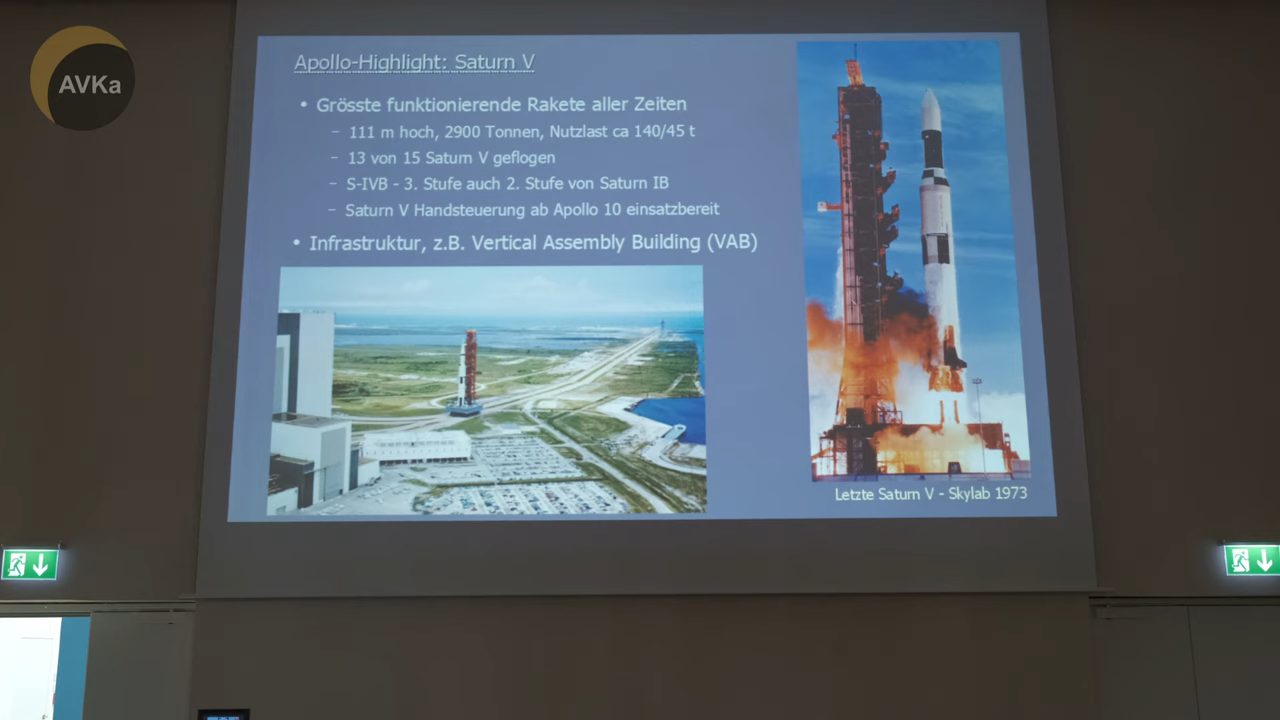 AVKa
Apollo-Highlight: Saturn V
• Grösste funktionierende Rakete aller Zeiten
– 111 m hoch, 2900 Tonnen, Nutzlast ca 140/45 t
– 13 von 15 Saturn V geflogen
– S-IVB - 3. Stufe auch 2. Stufe von Saturn IB
– Saturn V Handsteuerung ab Apollo 10 einsatzbereit
• Infrastruktur, z.B. Vertical Assembly Building (VAB)
Letzte Saturn V - Skylab 1973